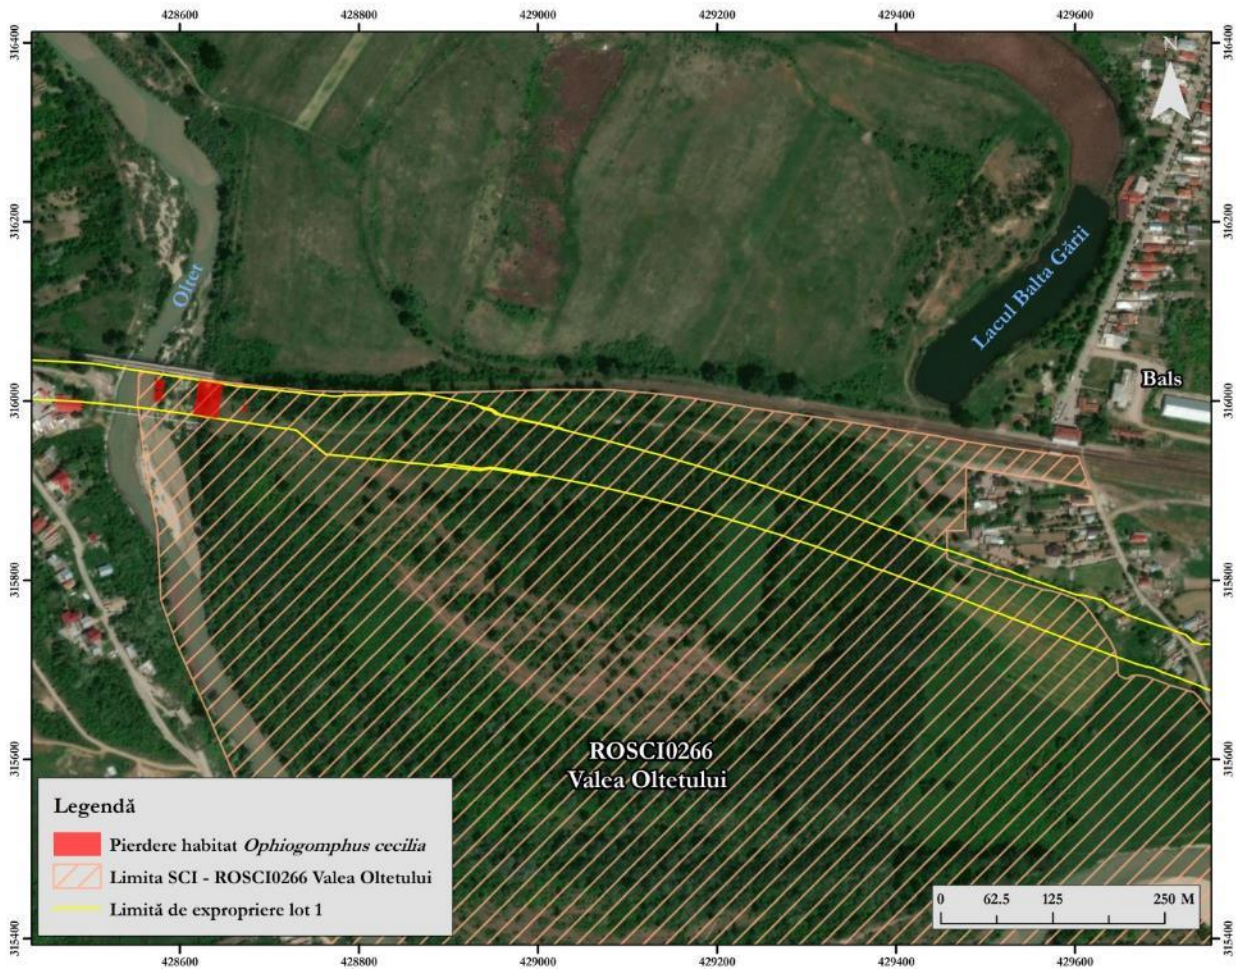 428600 428800 429000 429200 429400 429600
316400 316400
N
316200 316200
Oltet
Lacul Balta Gării
316000 316000
Bals
315800 315800
ROSCI0266
Valea Oltetului
315600 315600
Legendă
Pierdere habitat Ophiogomphus cecilia
Limita SCI - ROSCI0266 Valea Oltetului
Limită de expropriere lot 1
0 62.5 125 250 M
315400 315400
428600 428800 429000 429200 429400 429600